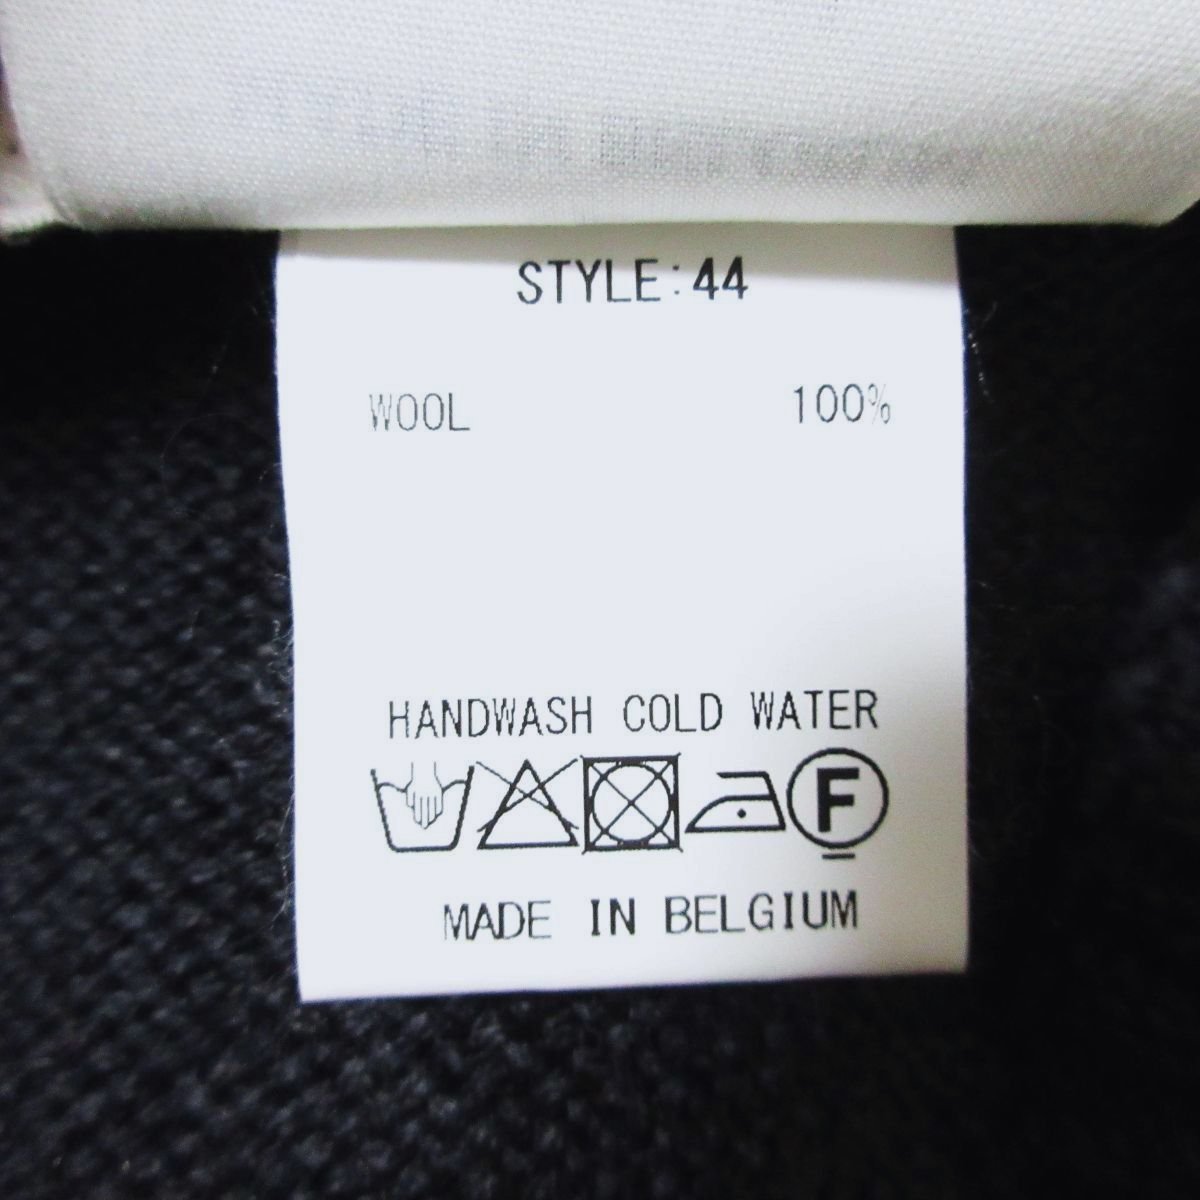 STYLE:44
WOOL 100%
HANDWASH COLD WATER
F
MADE IN BELGIUM